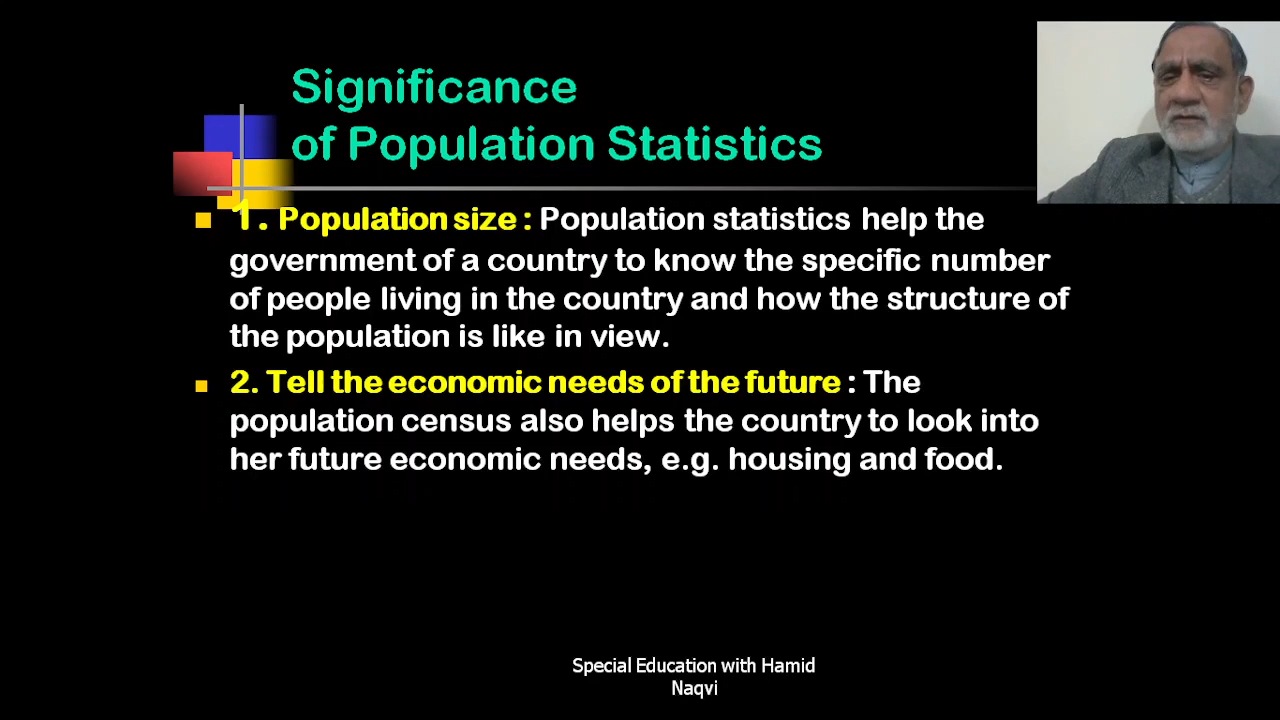 Significance
of Population Statistics
1. Population size : Population statistics help the
government of a country to know the specific number
of people living in the country and how the structure of
the population is like in view.
2. Tell the economic needs of the future : The
population census also helps the country to look into
her future economic needs, e.g. housing and food.
Special Education with Hamid
Naqvi